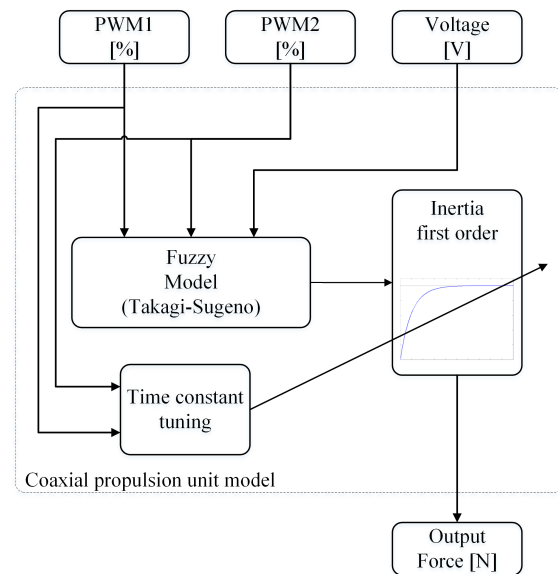 PWM1
[%]
PWM2
[%]
Voltage
[V]
Fuzzy
Model
(Takagi-Sugeno)
Inertia
first order
Time constant
tuning
Coaxial propulsion unit model
Output
Force [N]